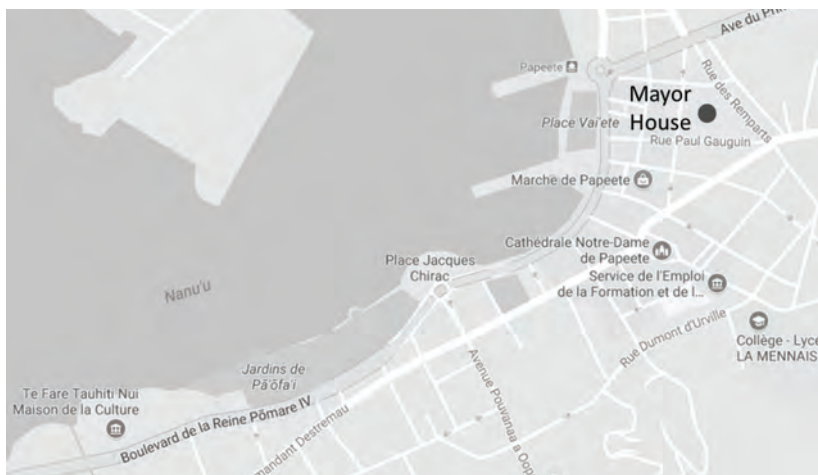 Ave du Pri
Papeete
Rue des Remparts
Mayor
House
Place Vai'ete
Rue Paul Gauguin
Marche de Papeete
Cathédrale Notre-Dame
de Papeete
Place Jacques
Chirac
Service de l'Emploi
de la Formation et de l...
Nanu'u
Rue Dumont d'Urville
Collège - Lyce
LA MENNAIS
Jardins de
Pā'ōfa'i
Avenue Pouvanaa a Oop
Te Fare Tauhiti Nui
Maison de la Culture
Boulevard de la Reine Pōmare IV
mandant Destremau